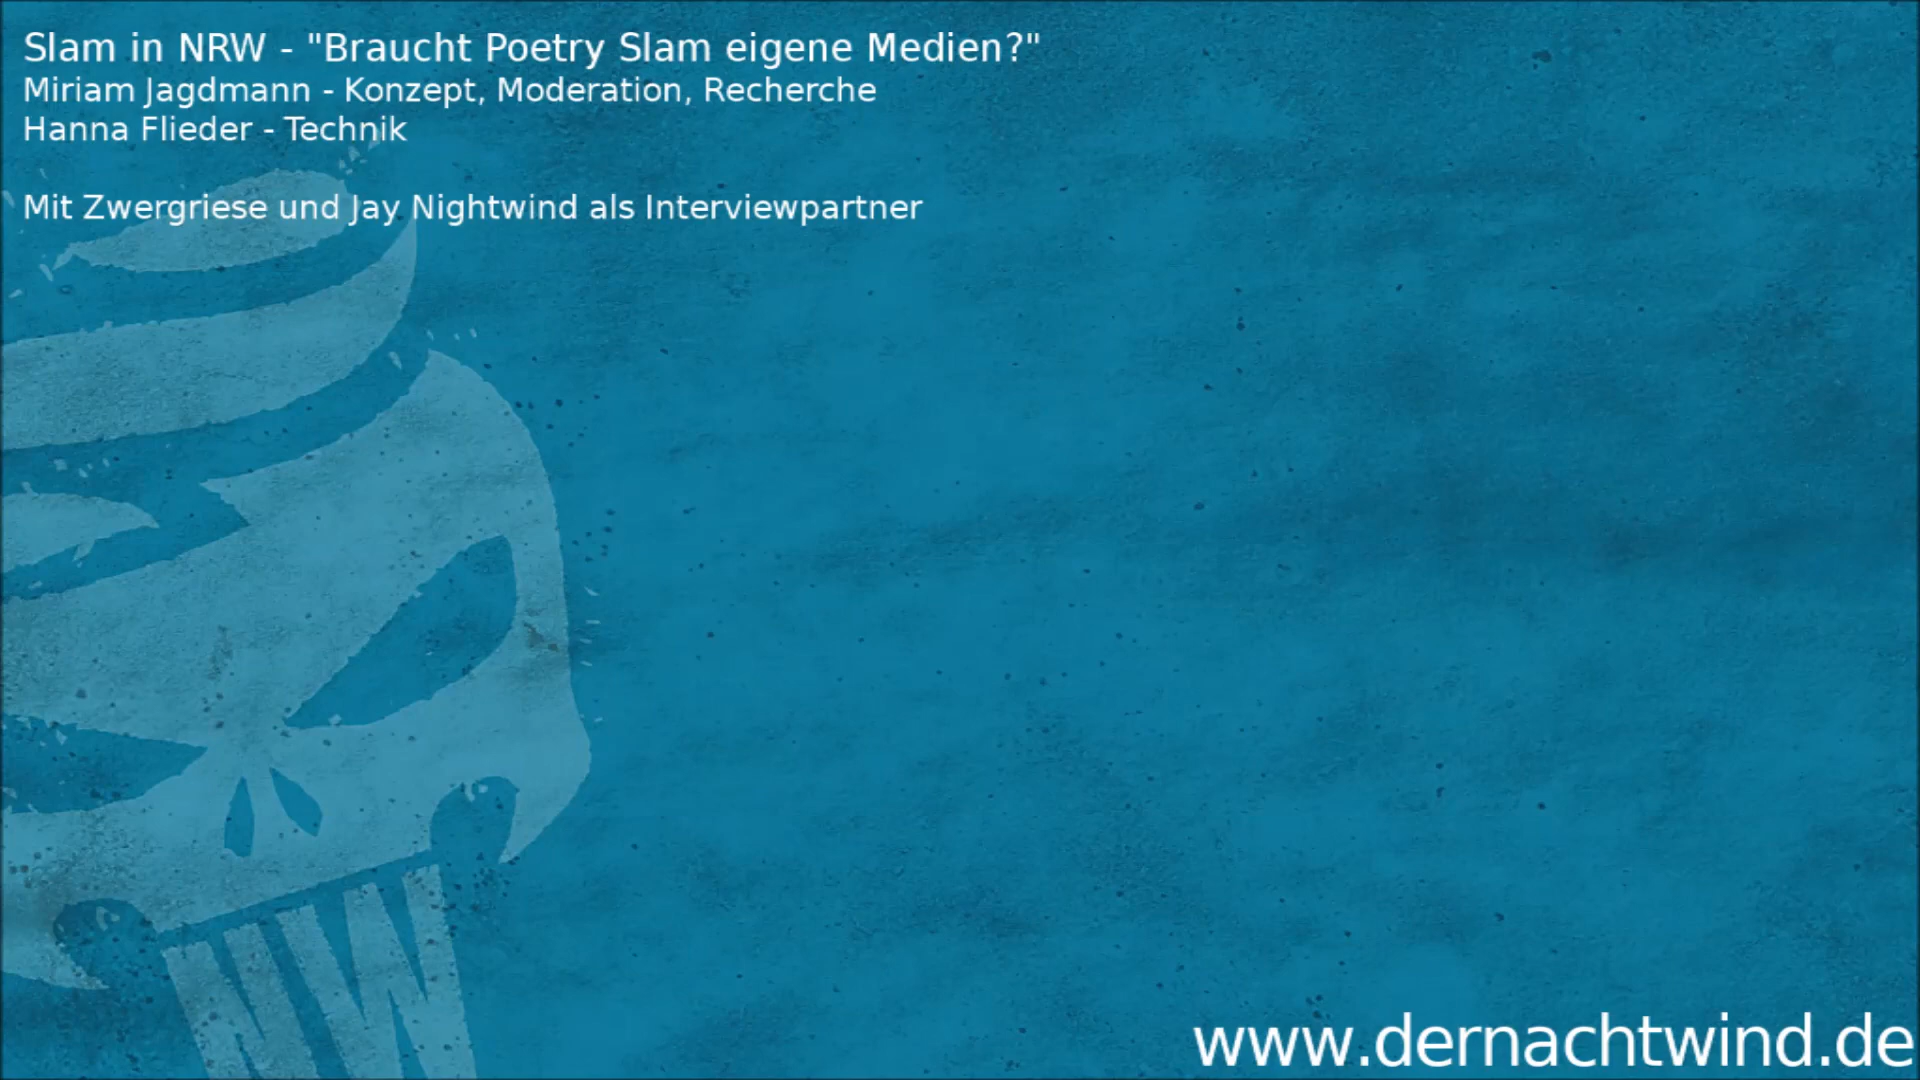 Slam in NRW - "Braucht Poetry Slam eigene Medien?"
Miriam Jagdmann - Konzept, Moderation, Recherche
Hanna Flieder - Technik
Mit Zwergriese und Jay Nightwind als Interviewpartner
NW
www.dernachtwind.de